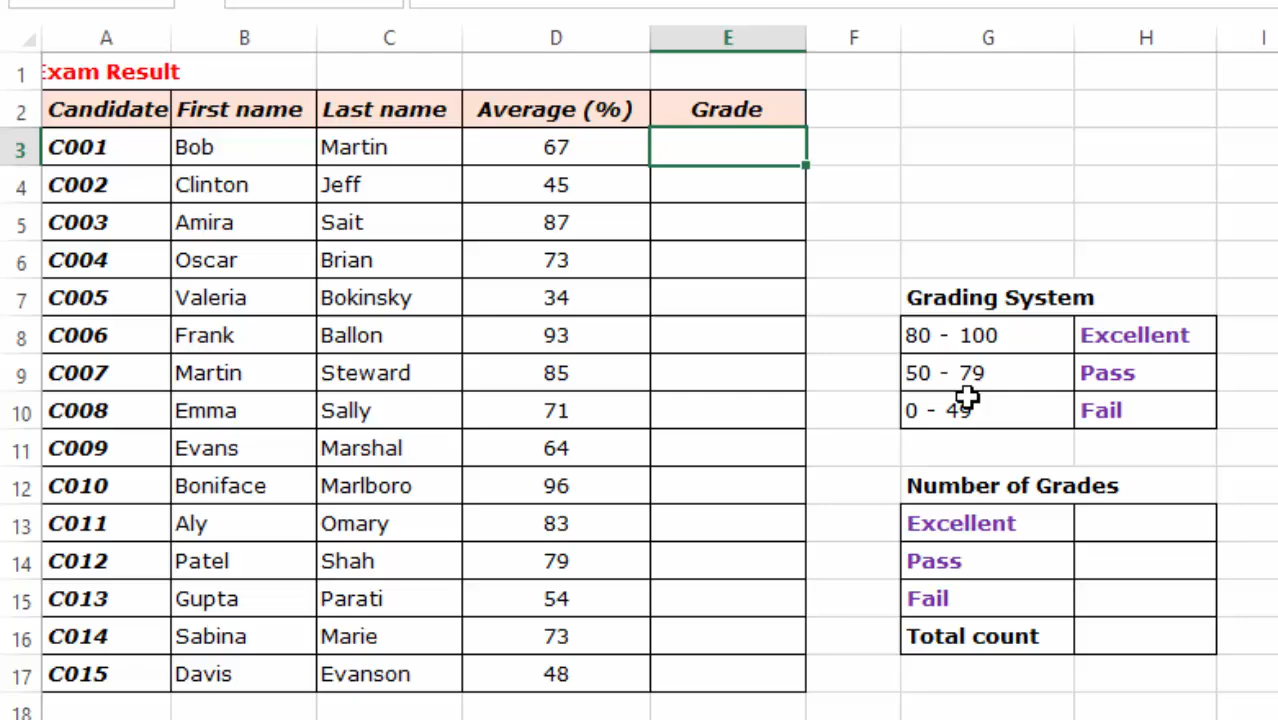 A B C D E F G H I
1 Exam Result
2 Candidate First name Last name Average (%) Grade
3 C001 Bob Martin 67
4 C002 Clinton Jeff 45
5 C003 Amira Sait 87
6 C004 Oscar Brian 73
7 C005 Valeria Bokinsky 34 Grading System
8 C006 Frank Ballon 93 80 - 100 Excellent
9 C007 Martin Steward 85 50 - 79 Pass
10 C008 Emma Sally 71 0 - 49 Fail
11 C009 Evans Marshal 64
12 C010 Boniface Marlboro 96 Number of Grades
13 C011 Aly Omary 83 Excellent
14 C012 Patel Shah 79 Pass
15 C013 Gupta Parati 54 Fail
16 C014 Sabina Marie 73 Total count
17 C015 Davis Evanson 48
18